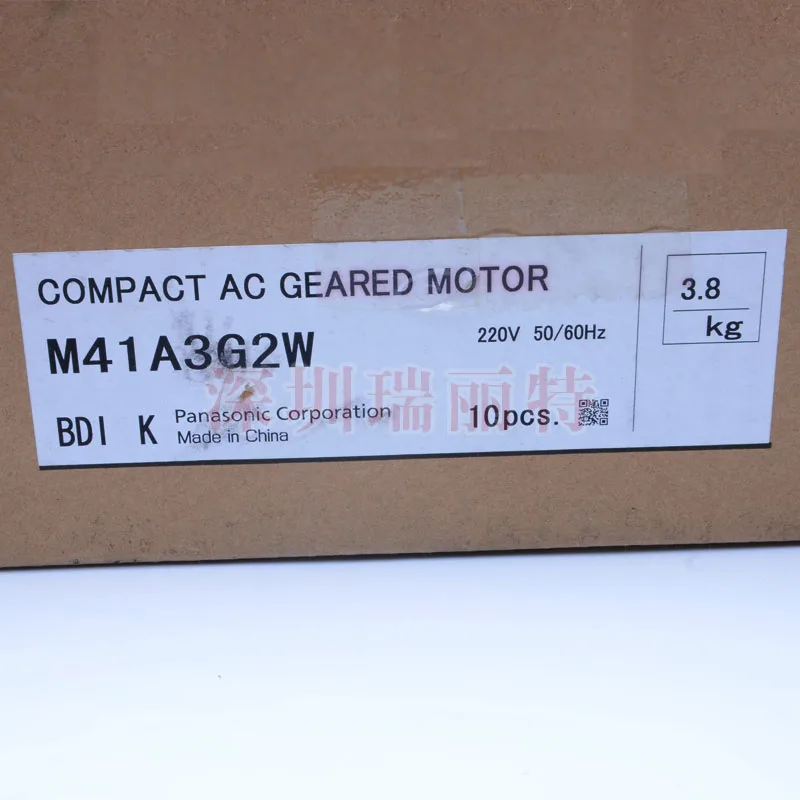 COMPACT AC GEARED MOTOR
3.8
kg
M41A3G2W
220V 50/60Hz
深圳瑞丽特
BDI K
Panasonic Corporation
Made in China
10pcs.